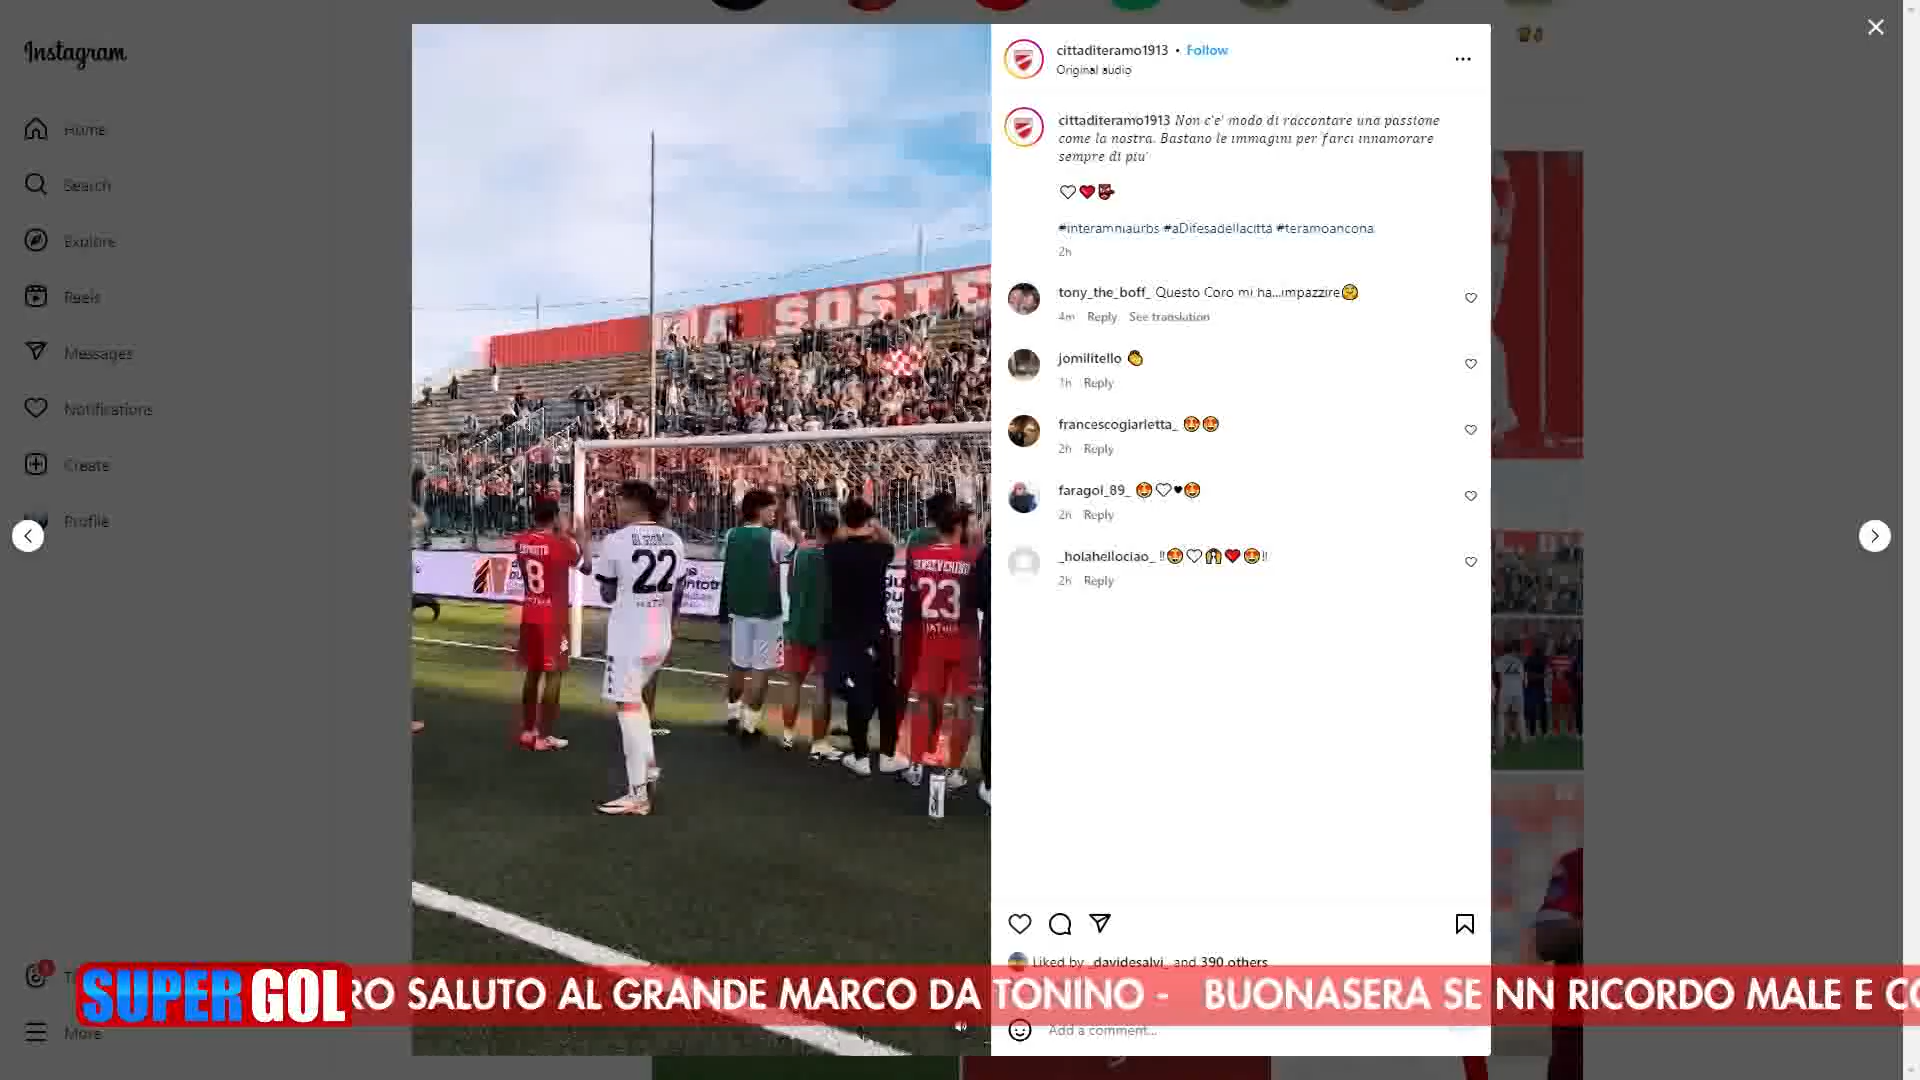 Instagram
Home
Search
Explore
Reels
Messages
Notifications
Create
Profile
More
SOSTE
8
22
23
cittaditeramo1913 • Follow
Original audio
cittaditeramo1913 Non c'e' modo di raccontare una passione
come la nostra. Bastano le immagini per farci innamorare
sempre di piu'
#interamniaurbs #aDifesadellacittà #teramoancona
2h
tony_the_boff_ Questo Coro mi ha...impazzire
4m Reply See translation
jomilitello
1h Reply
francescogiarletta_
2h Reply
faragol_89_
2h Reply
_holahellociao_ !! !!
2h Reply
Liked by _davidesalvi_ and 390 others
SUPER GOL
RO SALUTO AL GRANDE MARCO DA TONINO - BUONASERA SE NN RICORDO MALE E CO
Add a comment...